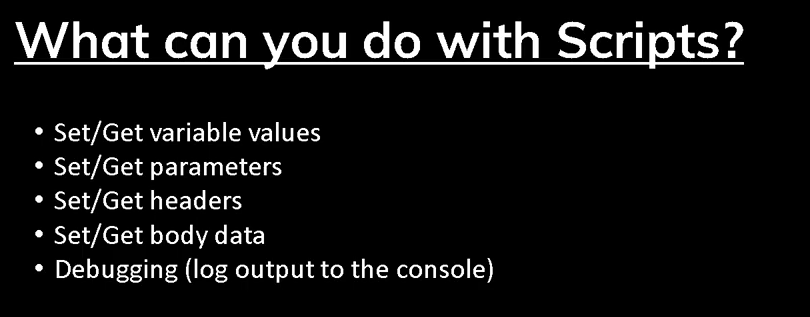 What can you do with Scripts?
• Set/Get variable values
• Set/Get parameters
• Set/Get headers
• Set/Get body data
• Debugging (log output to the console)